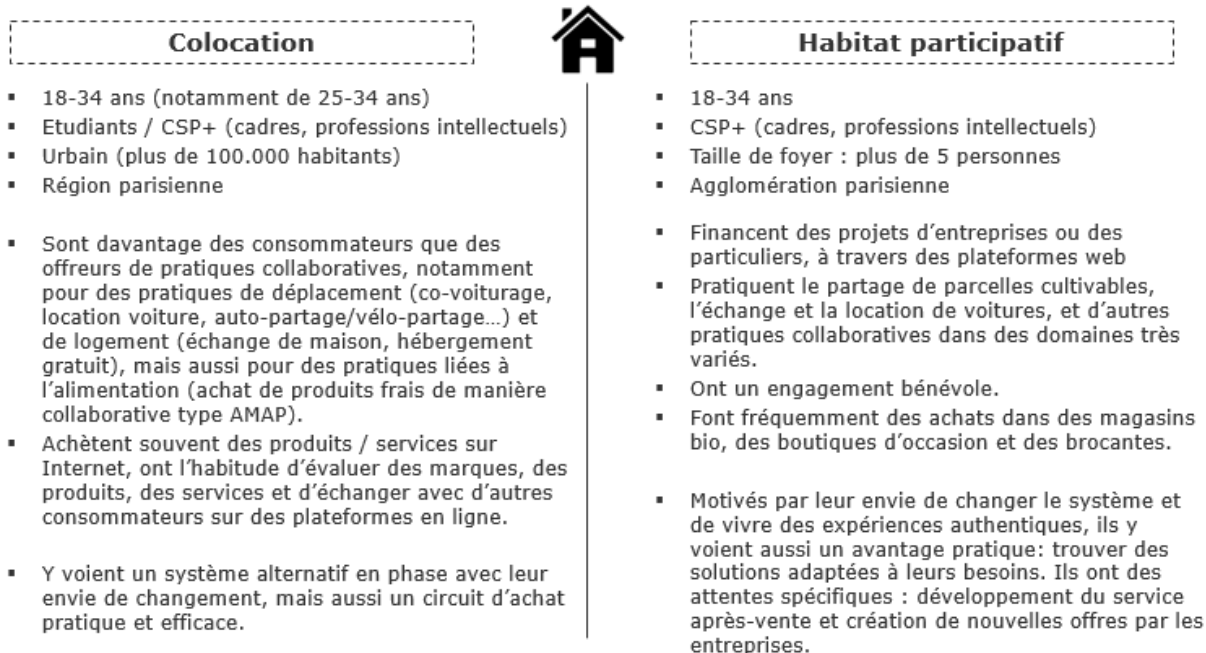 Colocation
▪ 18-34 ans (notamment de 25-34 ans)
▪ Etudiants / CSP+ (cadres, professions intellectuels)
▪ Urbain (plus de 100.000 habitants)
▪ Région parisienne
▪ Sont davantage des consommateurs que des
offreurs de pratiques collaboratives, notamment
pour des pratiques de déplacement (co-voiturage,
location voiture, auto-partage/vélo-partage…) et
de logement (échange de maison, hébergement
gratuit), mais aussi pour des pratiques liées à
l'alimentation (achat de produits frais de manière
collaborative type AMAP).
▪ Achètent souvent des produits / services sur
Internet, ont l'habitude d'évaluer des marques, des
produits, des services et d'échanger avec d'autres
consommateurs sur des plateformes en ligne.
▪ Y voient un système alternatif en phase avec leur
envie de changement, mais aussi un circuit d'achat
pratique et efficace.
Habitat participatif
▪ 18-34 ans
▪ CSP+ (cadres, professions intellectuels)
▪ Taille de foyer : plus de 5 personnes
▪ Agglomération parisienne
▪ Financent des projets d'entreprises ou des
particuliers, à travers des plateformes web
▪ Pratiquent le partage de parcelles cultivables,
l'échange et la location de voitures, et d'autres
pratiques collaboratives dans des domaines très
variés.
▪ Ont un engagement bénévole.
▪ Font fréquemment des achats dans des magasins
bio, des boutiques d'occasion et des brocantes.
▪ Motivés par leur envie de changer le système et
de vivre des expériences authentiques, ils y
voient aussi un avantage pratique: trouver des
solutions adaptées à leurs besoins. Ils ont des
attentes spécifiques : développement du service
après-vente et création de nouvelles offres par les
entreprises.